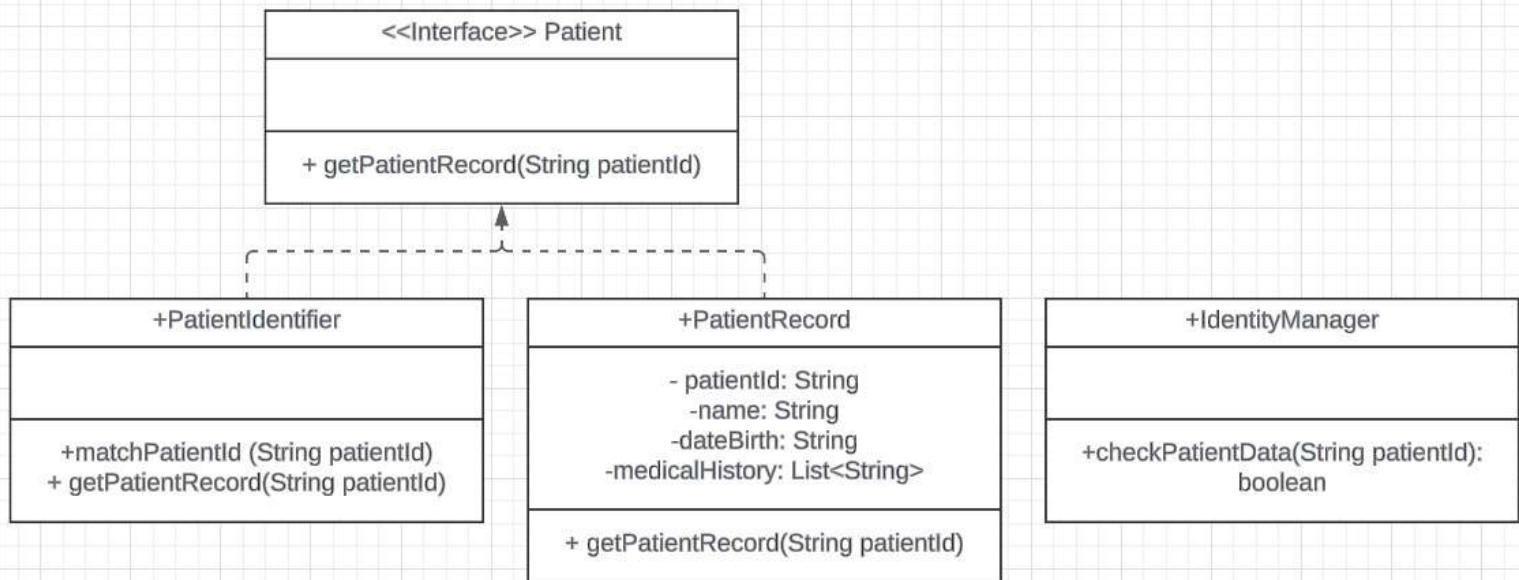 <<Interface>> Patient
+ getPatientRecord(String patientId)
+PatientIdentifier
+matchPatientId (String patientId)
+ getPatientRecord(String patientId)
+PatientRecord
- patientId: String
-name: String
-dateBirth: String
-medicalHistory: List<String>
+ getPatientRecord(String patientId)
+IdentityManager
+checkPatientData(String patientId):
boolean